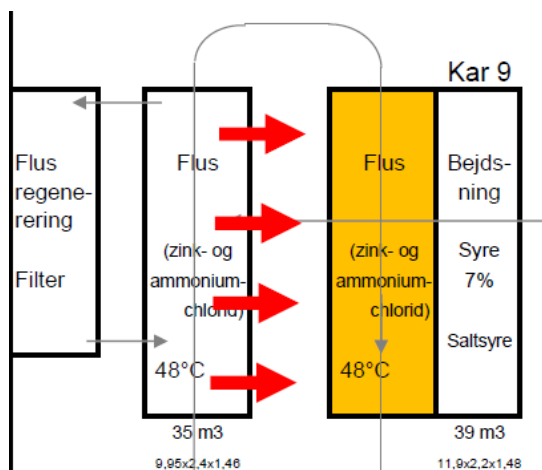 Kar 9
Flus
regene-
rering
Filter
Flus
(zink- og
ammonium-
chlorid)
48°C
35 m3
9,95x2,4x1,46
Flus
(zink- og
ammonium-
chlorid)
48°C
Bejds-
ning
Syre
7%
Saltsyre
39 m3
11,9x2,2x1,48